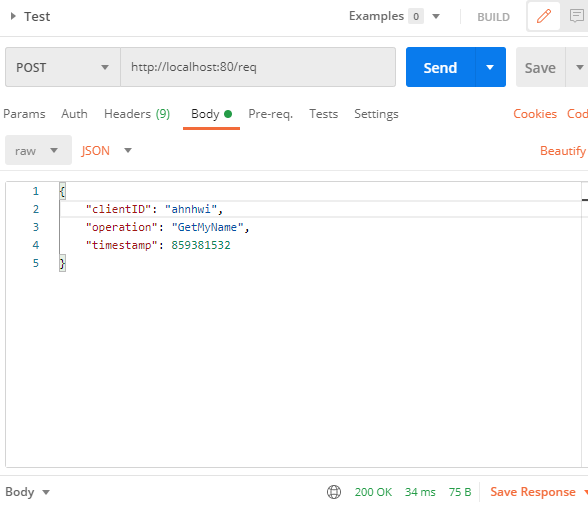 Test Examples 0 BUILD
POST http://localhost:80/req Send Save
Params Auth Headers (9) Body Pre-req. Tests Settings Cookies Cod
raw JSON Beautify
1 {
2 "clientID": "ahnhwi",
3 "operation": "GetMyName",
4 "timestamp": 859381532
5 }
Body 200 OK 34 ms 75 B Save Response